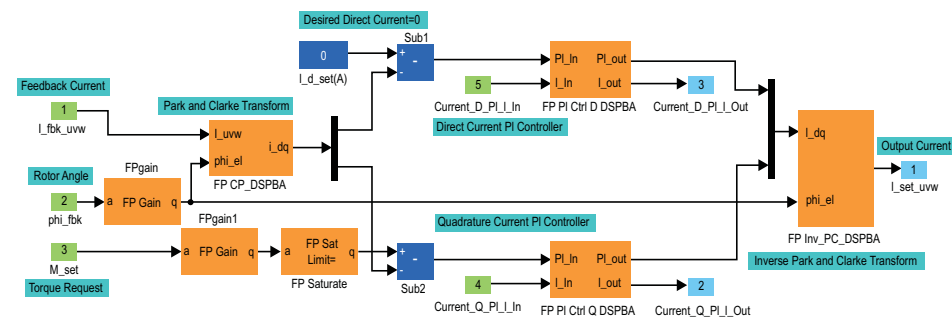 Desired Direct Current=0
Sub1
0
+
-
-
I_d_set(A)
PI_In
PI_out
I_In
I_out
5
3
Current_D_PI_I_In
FP PI Ctrl D DSPBA
Current_D_PI_I_Out
Direct Current PI Controller
Feedback Current
1
I_fbk_uvw
Park and Clarke Transform
I_uvw
phi_el
i_dq
FP CP_DSPBA
Rotor Angle
2
phi_fbk
FPgain
a
FP Gain
q
FPgain1
3
M_set
Torque Request
a
FP Gain
q
a
FP Sat
Limit=
q
FP Saturate
+
-
-
Sub2
Quadrature Current PI Controller
PI_In
PI_out
I_In
I_out
4
2
Current_Q_PI_I_In
FP PI Ctrl Q DSPBA
Current_Q_PI_I_Out
I_dq
phi_el
FP Inv_PC_DSPBA
Inverse Park and Clarke Transform
Output Current
1
I_set_uvw